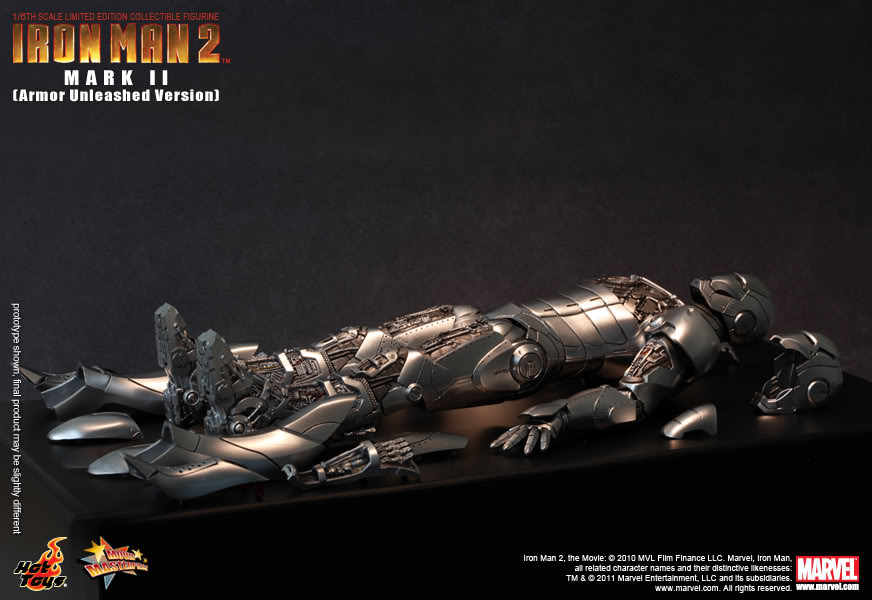 1/6TH SCALE LIMITED EDITION COLLECTIBLE FIGURINE
IRON MAN 2 TM
MARK II
(Armor Unleashed Version)
prototype shown, final product may be slightly different
Hot Toys
MOVIE MASTERPIECE
Iron Man 2, the Movie: © 2010 MVL Film Finance LLC. Marvel, Iron Man,
all related character names and their distinctive likenesses:
TM & © 2011 Marvel Entertainment, LLC and its subsidiaries.
www.marvel.com. All rights reserved.
MARVEL
www.marvel.com